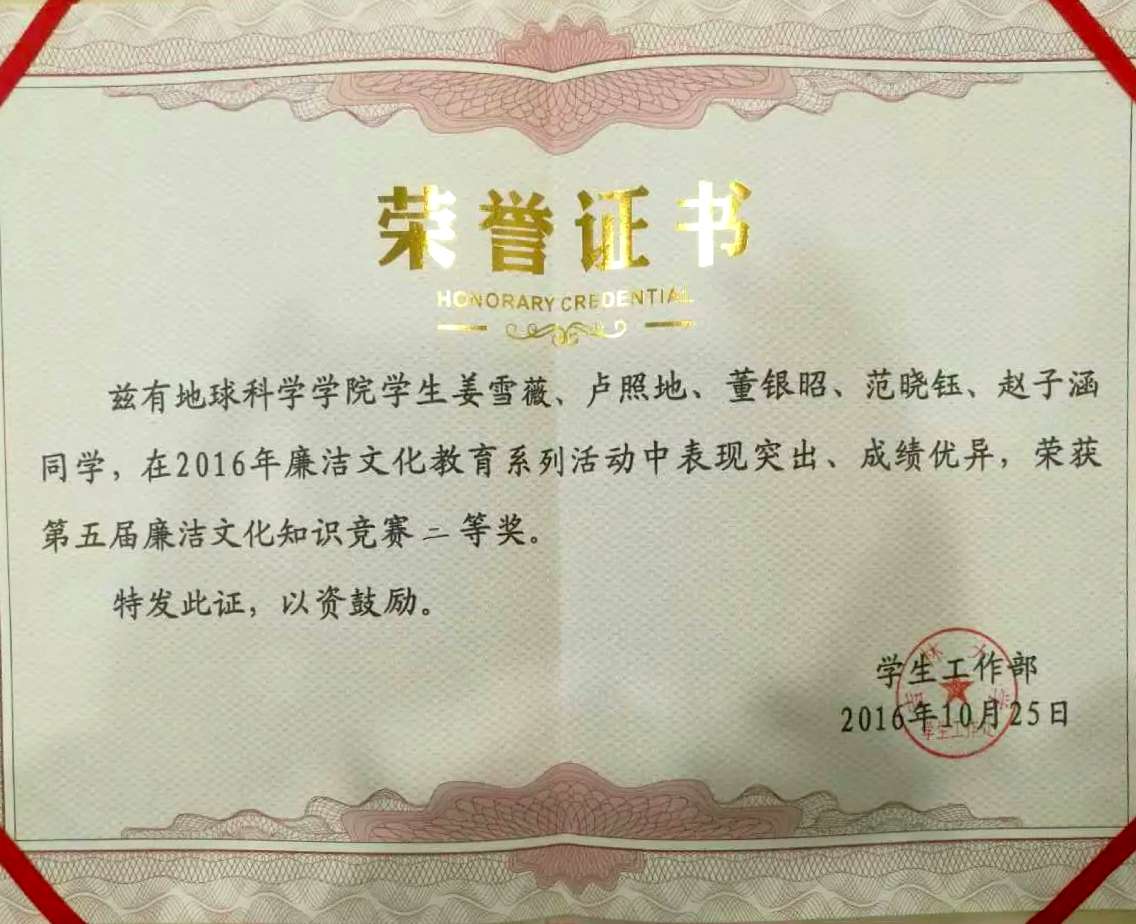 荣誉证书
HONORARY CREDENTIAL
兹有地球科学学院学生姜雪薇、卢照地、董银昭、范晓钰、赵子涵
同学，在2016年廉洁文化教育系列活动中表现突出、成绩优异，荣获
第五届廉洁文化知识竞赛二等奖。
特发此证，以资鼓励。
学生工作部
2016年10月25日
学生工作处